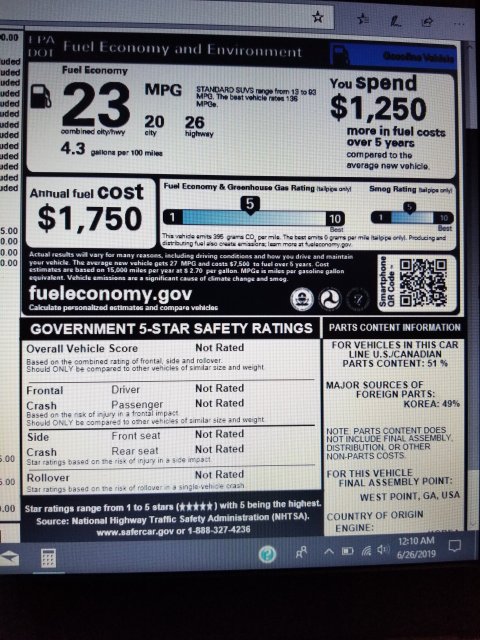 EPA
DOT Fuel Economy and Environment
Gasoline Vehicle
Fuel Economy
23 MPG
combined city/hwy
20
city
26
highway
4.3 gallons per 100 miles
STANDARD SUVS range from 13 to 93
MPG. The best vehicle rates 136
MPGe.
You spend
$1,250
more in fuel costs
over 5 years
compared to the
average new vehicle.
Annual fuel cost
$1,750
Fuel Economy & Greenhouse Gas Rating (tailpipe only)
5
1
10
Best
Smog Rating (tailpipe only)
5
1
10
Best
This vehicle emits 395 grams CO2 per mile. The best emits 0 grams per mile (tailpipe only). Producing and
distributing fuel also create emissions; learn more at fueleconomy.gov.
Actual results will vary for many reasons, including driving conditions and how you drive and maintain
your vehicle. The average new vehicle gets 27 MPG and costs $7,500 to fuel over 5 years. Cost
estimates are based on 15,000 miles per year at $ 2.70 per gallon. MPGe is miles per gasoline gallon
equivalent. Vehicle emissions are a significant cause of climate change and smog.
fueleconomy.gov
Calculate personalized estimates and compare vehicles
Smartphone
QR Code
GOVERNMENT 5-STAR SAFETY RATINGS
Overall Vehicle Score Not Rated
Based on the combined rating of frontal, side and rollover.
Should ONLY be compared to other vehicles of similar size and weight.
Frontal Driver Not Rated
Crash Passenger Not Rated
Based on the risk of injury in a frontal impact.
Should ONLY be compared to other vehicles of similar size and weight.
Side Front seat Not Rated
Crash Rear seat Not Rated
Star ratings based on the risk of injury in a side impact.
Rollover Not Rated
Star ratings based on the risk of rollover in a single-vehicle crash.
Star ratings range from 1 to 5 stars (★★★★★) with 5 being the highest.
Source: National Highway Traffic Safety Administration (NHTSA).
www.safercar.gov or 1-888-327-4236
PARTS CONTENT INFORMATION
FOR VEHICLES IN THIS CAR
LINE U.S./CANADIAN
PARTS CONTENT: 51 %
MAJOR SOURCES OF
FOREIGN PARTS:
KOREA: 49%
NOTE: PARTS CONTENT DOES
NOT INCLUDE FINAL ASSEMBLY,
DISTRIBUTION, OR OTHER
NON-PARTS COSTS.
FOR THIS VEHICLE
FINAL ASSEMBLY POINT:
WEST POINT, GA, USA
COUNTRY OF ORIGIN
ENGINE:
12:10 AM
6/26/2019